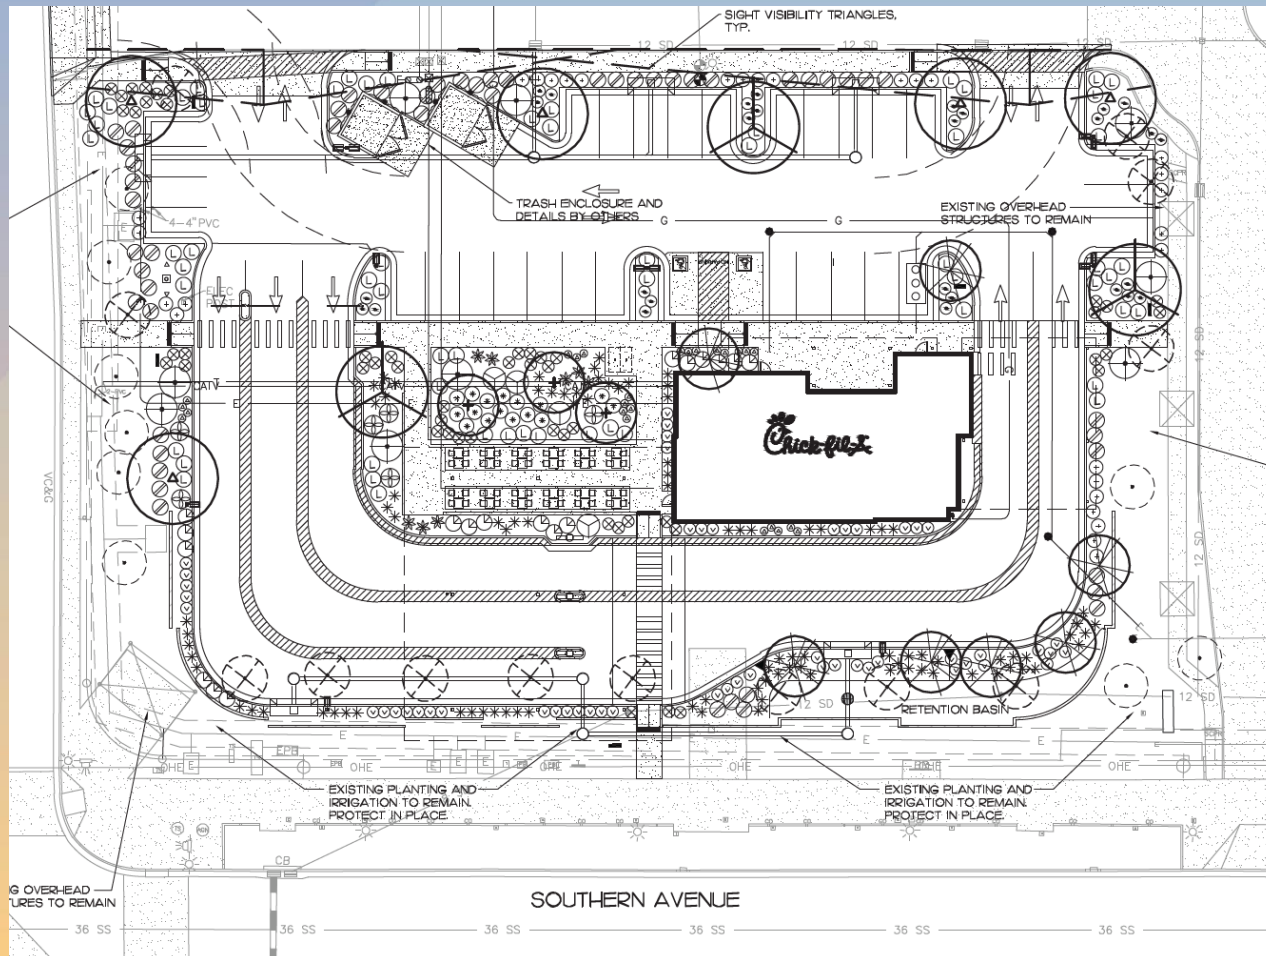 SIGHT VISIBILITY TRIANGLES,
TYP.
12 SD
12 SD
12 SD
TRASH ENCLOSURE AND
DETAILS BY OTHERS
EXISTING OVERHEAD
STRUCTURES TO REMAIN
G
G
4-4" PVC
E
ELEC
CATV
E
Chick-fil-A
VC&G
12 SD
12 SD
12 SD
RETENTION BASIN
12 SD
E
E
E
E
EPB
E
E
E
E
OHE
OHE
OHE
OHE
OHE
EXISTING PLANTING AND
IRRIGATION TO REMAIN.
PROTECT IN PLACE.
EXISTING PLANTING AND
IRRIGATION TO REMAIN.
PROTECT IN PLACE.
CB
G OVERHEAD
TURES TO REMAIN
SOUTHERN AVENUE
36 SS
36 SS
36 SS
36 SS
36 SS
36 SS